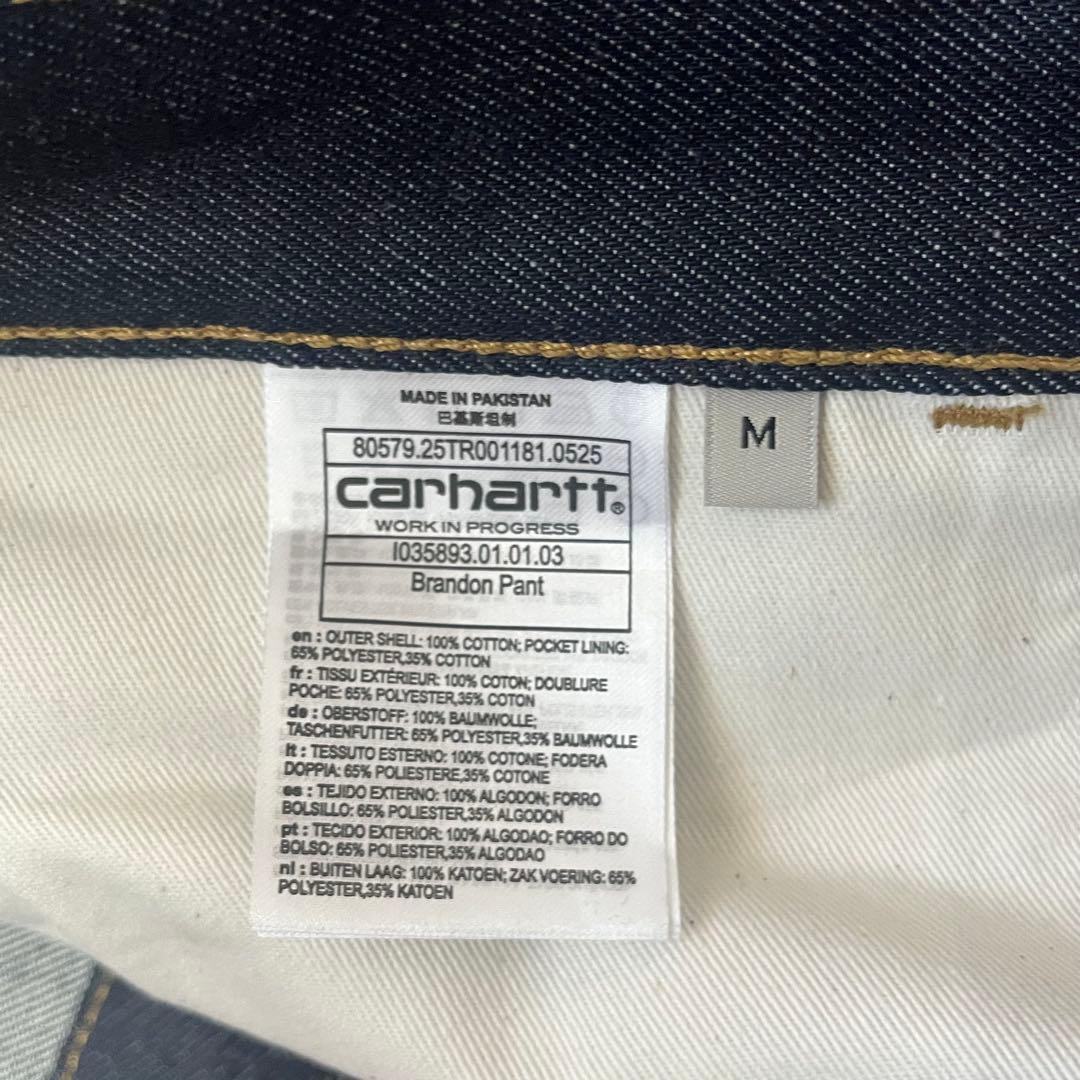 MADE IN PAKISTAN
巴基斯坦制
80579.25TR001181.0525
carhartt®
WORK IN PROGRESS
I035893.01.01.03
Brandon Pant
en : OUTER SHELL: 100% COTTON; POCKET LINING:
65% POLYESTER,35% COTTON
fr : TISSU EXTÉRIEUR: 100% COTON; DOUBLURE
POCHE: 65% POLYESTER,35% COTON
de : OBERSTOFF: 100% BAUMWOLLE;
TASCHENFUTTER: 65% POLYESTER,35% BAUMWOLLE
it : TESSUTO ESTERNO: 100% COTONE; FODERA
DOPPIA: 65% POLIESTERE,35% COTONE
es : TEJIDO EXTERNO: 100% ALGODON; FORRO
BOLSILLO: 65% POLIESTER,35% ALGODON
pt : TECIDO EXTERIOR: 100% ALGODAO; FORRO DO
BOLSO: 65% POLIESTER,35% ALGODAO
nl : BUITEN LAAG: 100% KATOEN; ZAK VOERING: 65%
POLYESTER,35% KATOEN
M